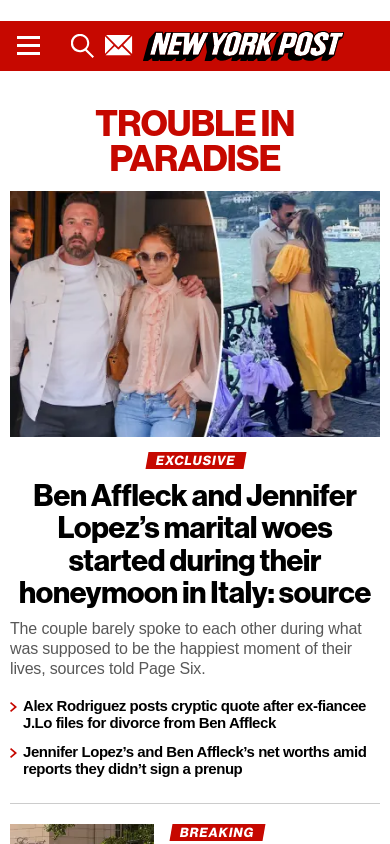 NEW YORK POST
TROUBLE IN
PARADISE
EXCLUSIVE
Ben Affleck and Jennifer
Lopez’s marital woes
started during their
honeymoon in Italy: source
The couple barely spoke to each other during what
was supposed to be the happiest moment of their
lives, sources told Page Six.
Alex Rodriguez posts cryptic quote after ex-fiancee
J.Lo files for divorce from Ben Affleck
Jennifer Lopez’s and Ben Affleck’s net worths amid
reports they didn’t sign a prenup
BREAKING